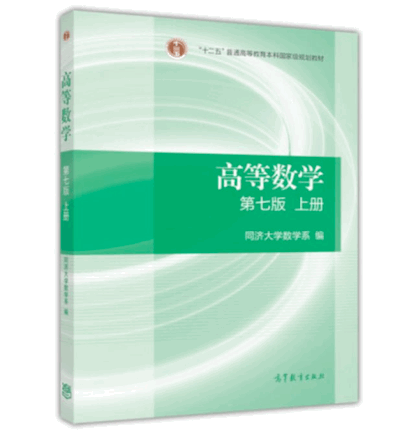 "十二五"普通高等教育本科国家级规划教材
高等数学
第七版 上册
同济大学数学系 编
高等教育出版社
高等数学
第七版 上册
同济大学数学系 编